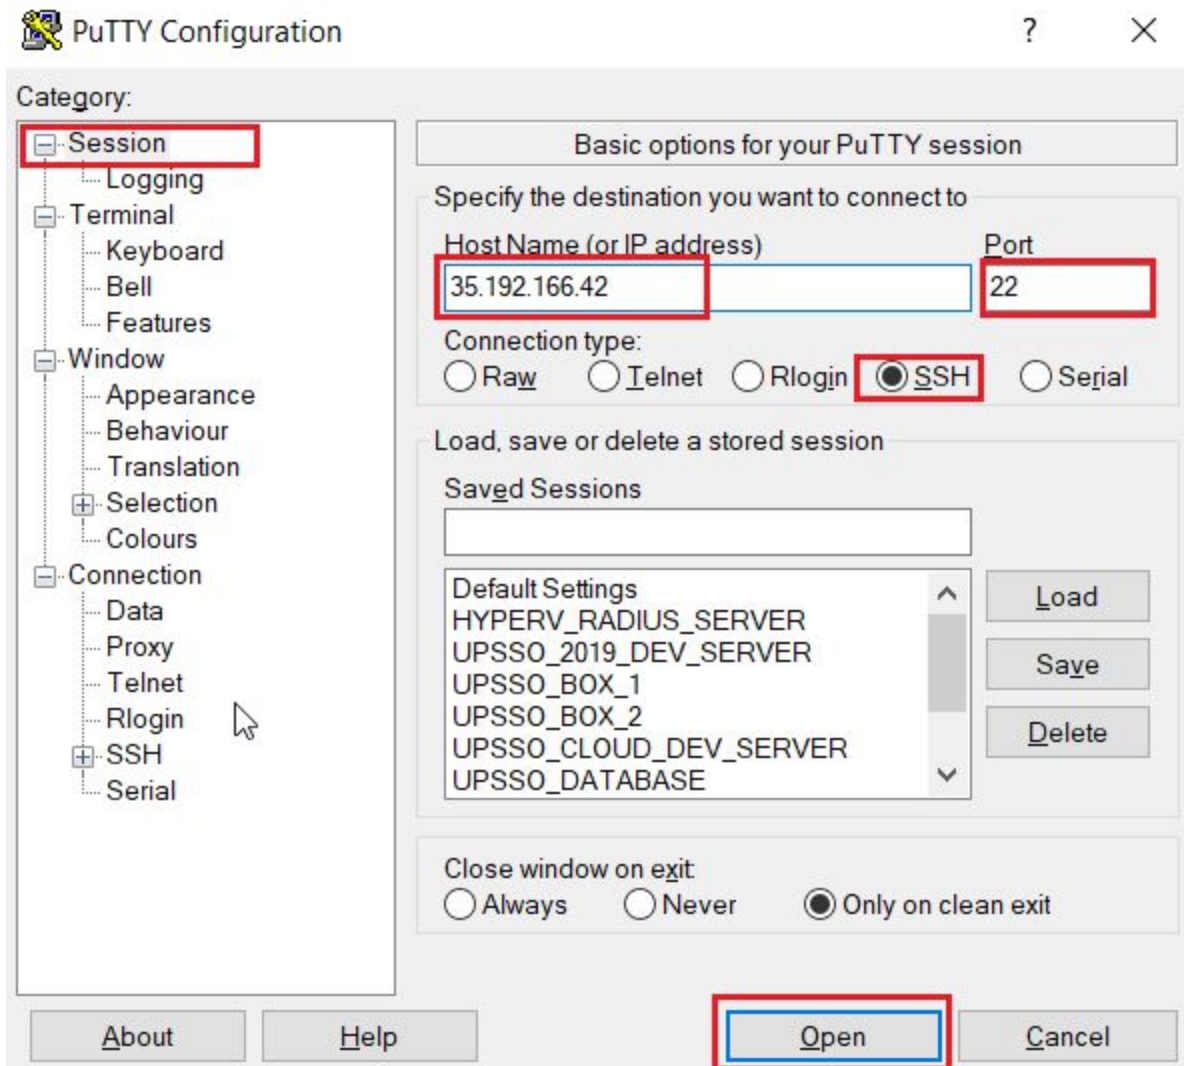 PuTTY Configuration
?
Category:
Session
Logging
Terminal
Keyboard
Bell
Features
Window
Appearance
Behaviour
Translation
Selection
Colours
Connection
Data
Proxy
Telnet
Rlogin
SSH
Serial
Basic options for your PuTTY session
Specify the destination you want to connect to
Host Name (or IP address) Port
35.192.166.42 22
Connection type:
Raw Telnet Rlogin SSH Serial
Load, save or delete a stored session
Saved Sessions
Default Settings
HYPERV_RADIUS_SERVER
UPSSO_2019_DEV_SERVER
UPSSO_BOX_1
UPSSO_BOX_2
UPSSO_CLOUD_DEV_SERVER
UPSSO_DATABASE
Load
Save
Delete
Close window on exit:
Always Never Only on clean exit
About Help Open Cancel